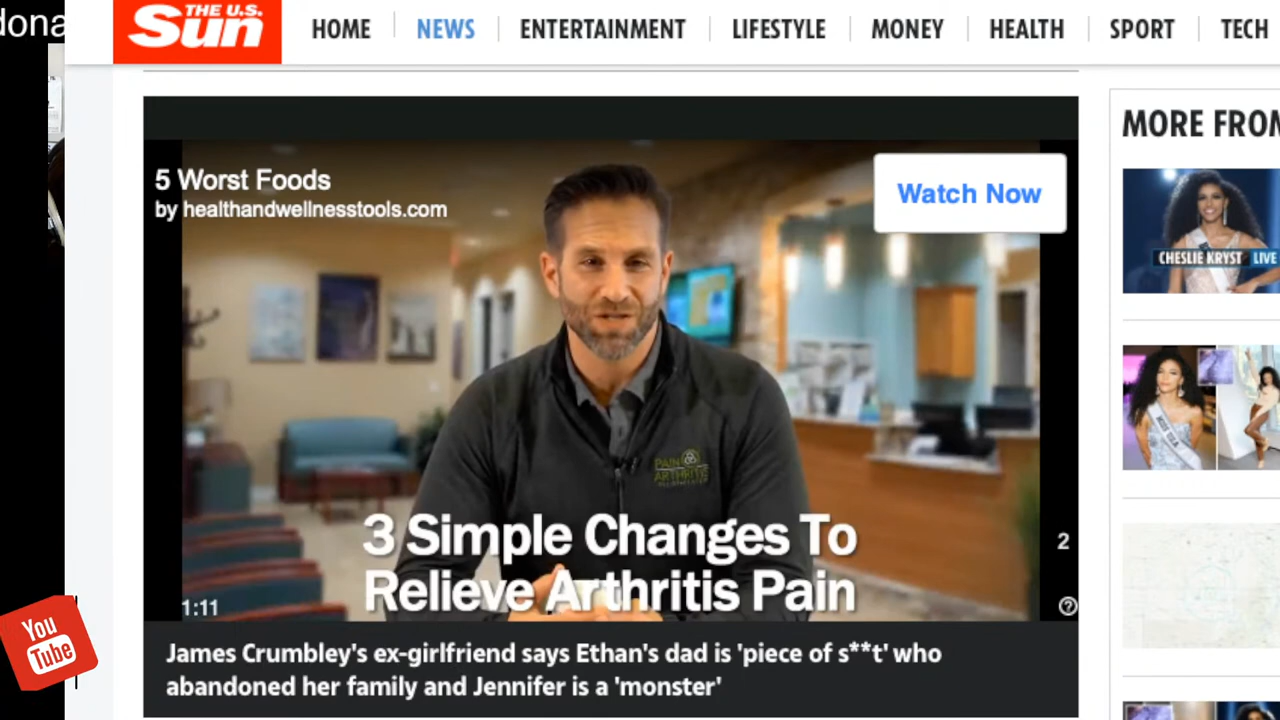 dona
THE U.S.
Sun
HOME
NEWS
ENTERTAINMENT
LIFESTYLE
MONEY
HEALTH
SPORT
TECH
5 Worst Foods
by healthandwellnesstools.com
Watch Now
MORE FROM
CHESLIE KRYST LIVE
PAIN
ARTHRITIS
3 Simple Changes To
Relieve Arthritis Pain
1:11
2
?
You
Tube
James Crumbley's ex-girlfriend says Ethan's dad is 'piece of s**t' who
abandoned her family and Jennifer is a 'monster'